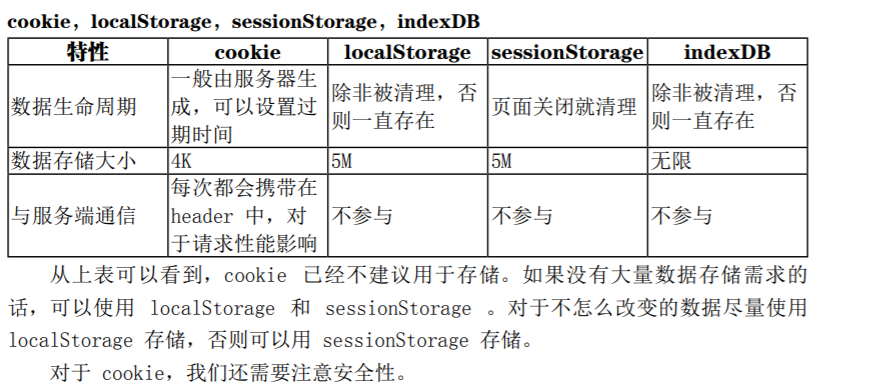 cookie，localStorage，sessionStorage，indexDB
特性 cookie localStorage sessionStorage indexDB
数据生命周期 一般由服务器生成，可以设置过期时间 除非被清理，否则一直存在 页面关闭就清理 除非被清理，否则一直存在
数据存储大小 4K 5M 5M 无限
与服务端通信 每次都会携带在 header 中，对于请求性能影响 不参与 不参与 不参与
从上表可以看到，cookie 已经不建议用于存储。如果没有大量数据存储需求的
话，可以使用 localStorage 和 sessionStorage 。对于不怎么改变的数据尽量使用
localStorage 存储，否则可以用 sessionStorage 存储。
对于 cookie，我们还需要注意安全性。